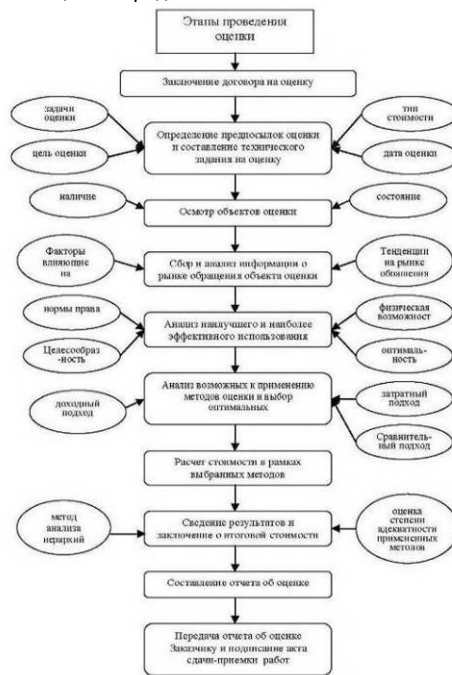 Этапы проведения
оценки
Заключение договора на оценку
задачи
оценки
тип
стоимости
Определение предпосылок оценки
и составление технического
задания на оценку
цель оценки
дата оценки
наличие
состояние
Осмотр объектов оценки
Факторы
влияющие
на
Сбор и анализ информации о
рынке обращения объекта оценки
Тенденции
на рынке
обращения
нормы права
физическая
возможност
Анализ наилучшего и наиболее
эффективного использования
Целесообраз
-ность
оптималь-
ность
Анализ возможных к применению
методов оценки и выбор
оптимальных
доходный
подход
затратный
подход
Сравнитель-
ный подход
Расчет стоимости в рамках
выбранных методов
метод
анализа
иерархий
Сведение результатов и
заключение о итоговой стоимости
оценка
степени
адекватности
примененных
методов
Составление отчета об оценке
Передача отчета об оценке
Заказчику и подписание акта
сдачи-приемки работ